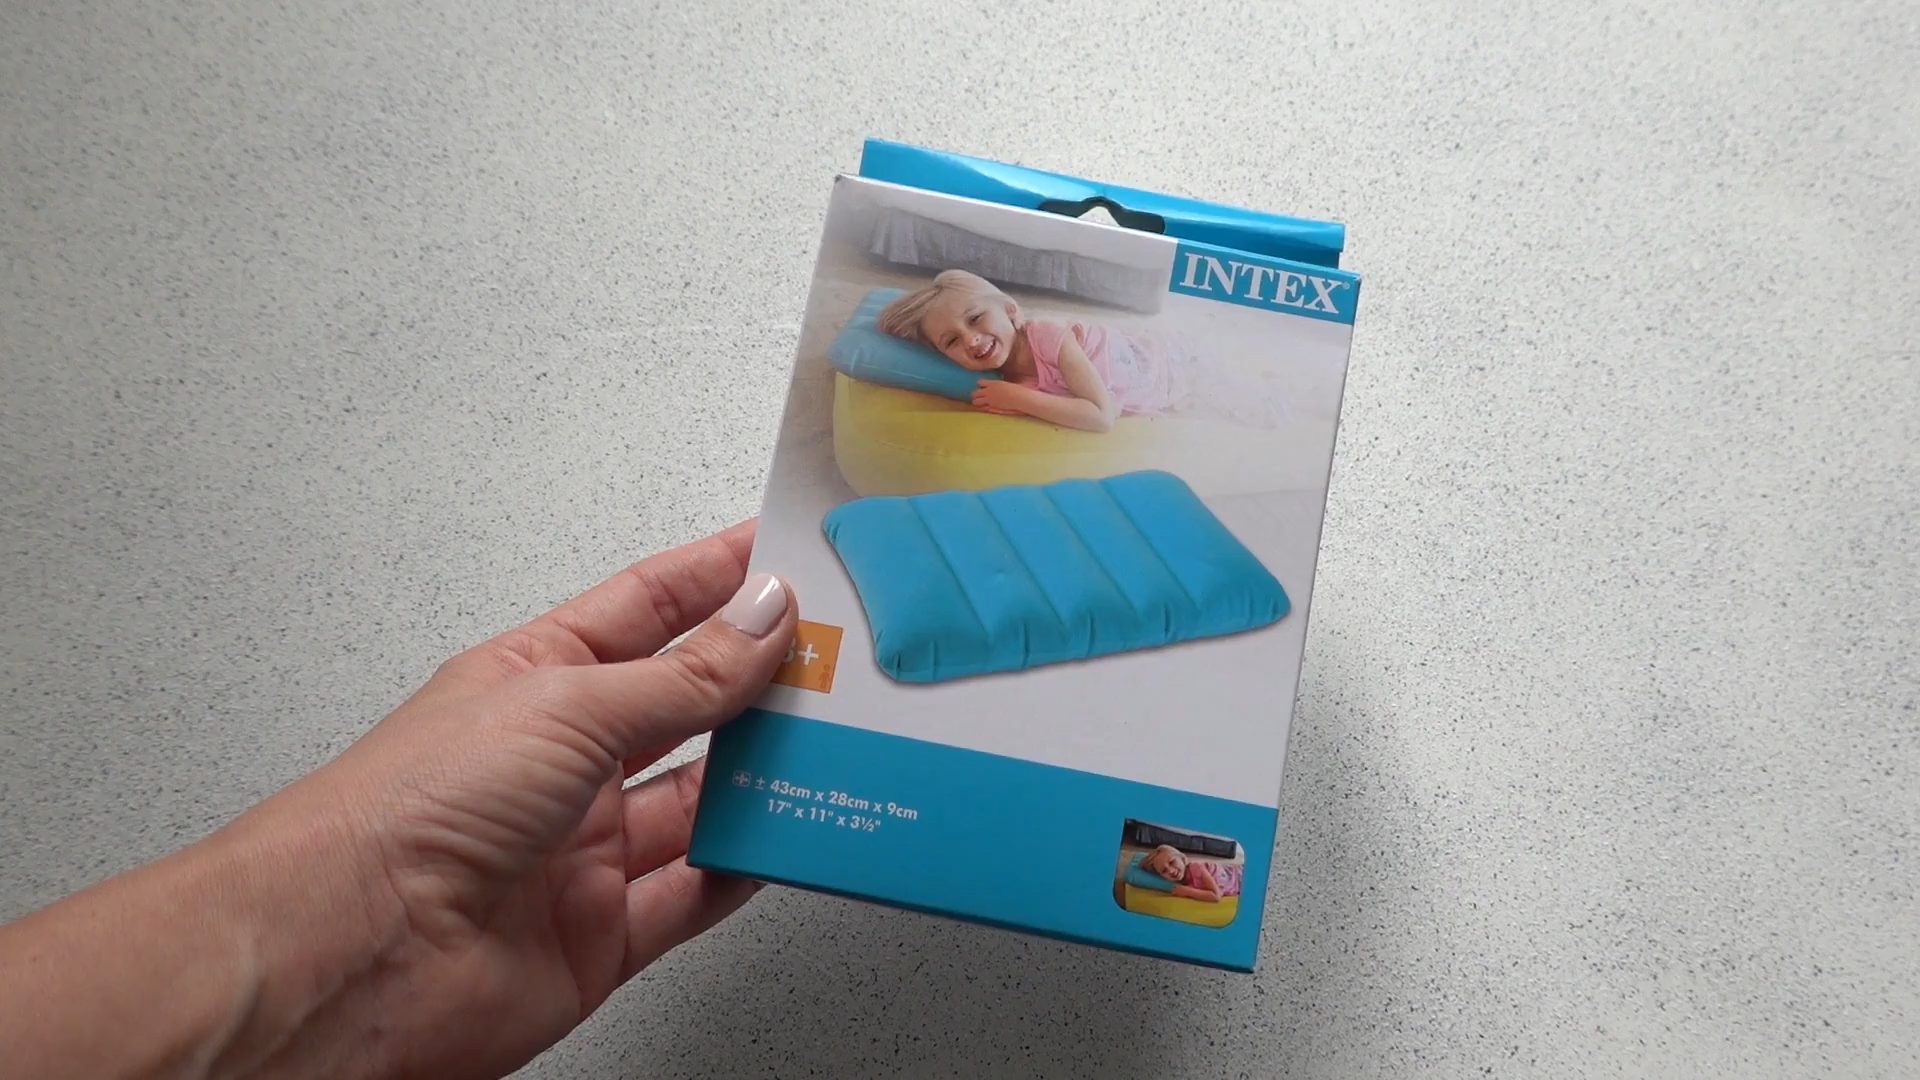 INTEX®
± 43cm x 28cm x 9cm
17" x 11" x 3½"